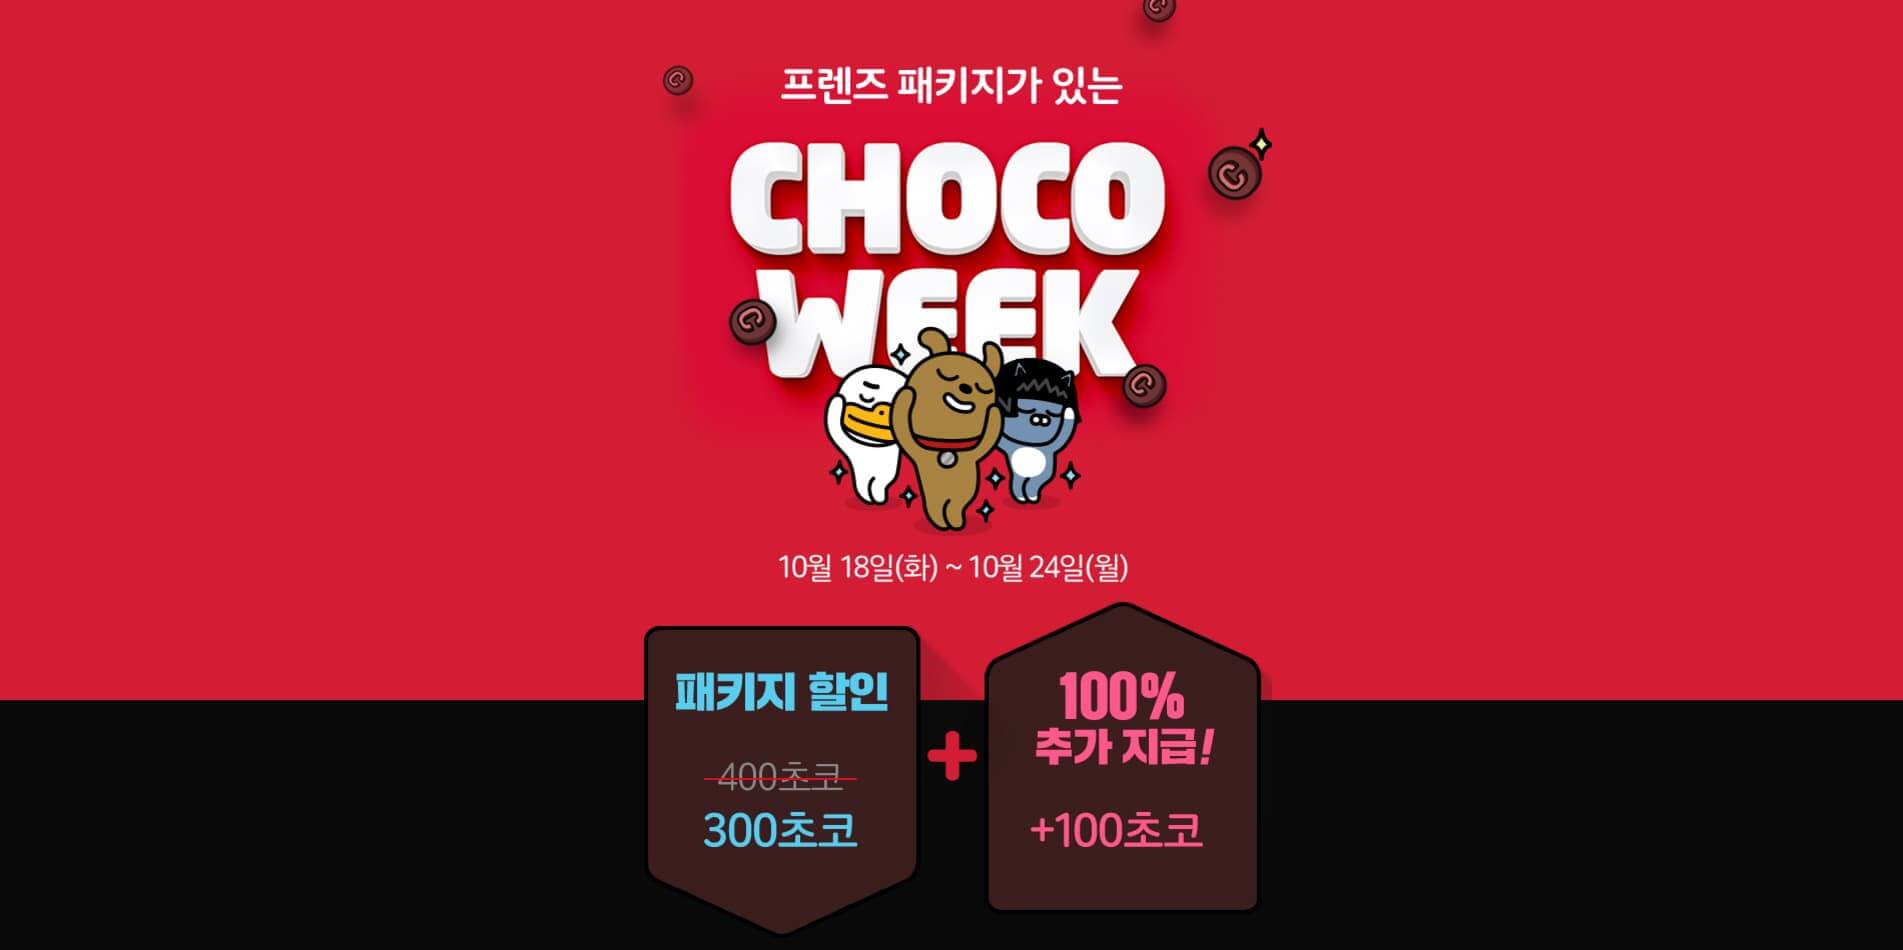 프렌즈 패키지가 있는
CHOCO
WEEK
10월 18일(화) ~ 10월 24일(월)
패키지 할인
400초코
300초코
100%
추가 지급!
+100초코